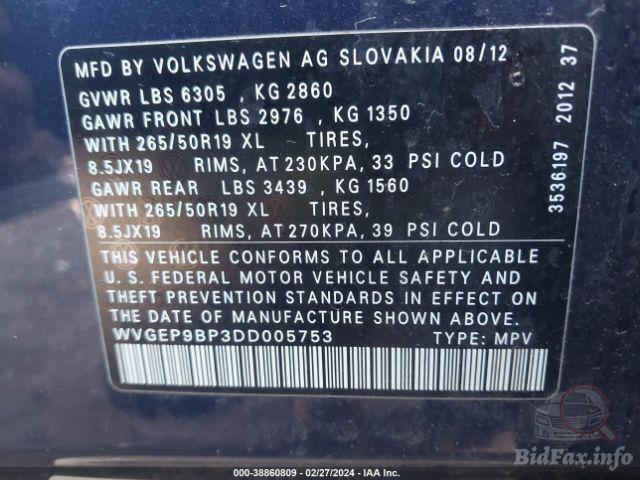 MFD BY VOLKSWAGEN AG SLOVAKIA 08/12
GVWR LBS 6305 , KG 2860
GAWR FRONT LBS 2976 , KG 1350
WITH 265/50R19 XL TIRES,
8.5JX19 RIMS, AT 230KPA, 33 PSI COLD
GAWR REAR LBS 3439 , KG 1560
WITH 265/50R19 XL TIRES,
8.5JX19 RIMS, AT 270KPA, 39 PSI COLD
THIS VEHICLE CONFORMS TO ALL APPLICABLE
U. S. FEDERAL MOTOR VEHICLE SAFETY AND
THEFT PREVENTION STANDARDS IN EFFECT ON
THE DATE OF MANUFACTURE SHOWN ABOVE.
WVGEP9BP3DD005753 TYPE: MPV
3536197 2012 37
BidFax.info
000-38860809 - 02/27/2024 - IAA Inc.